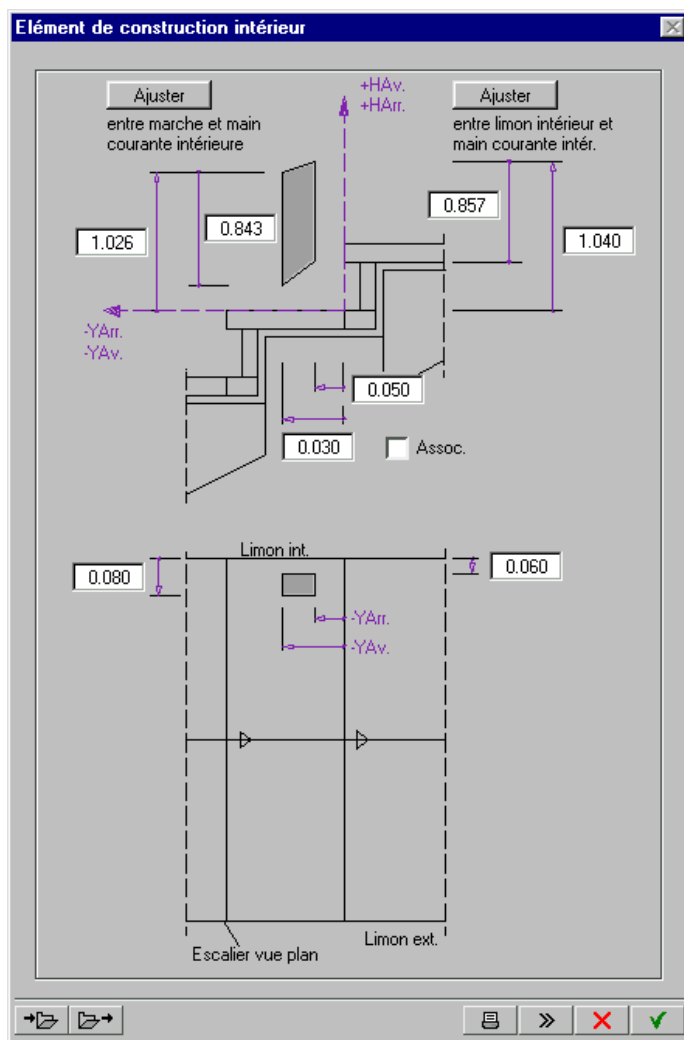 Elément de construction intérieur
Ajuster
entre marche et main
courante intérieure
+HAv.
+HArr.
Ajuster
entre limon intérieur et
main courante intér.
1.026
0.843
0.857
1.040
-YArr.
-YAv.
0.050
0.030
Assoc.
Limon int.
0.080
0.060
-YArr.
-YAv.
Limon ext.
Escalier vue plan